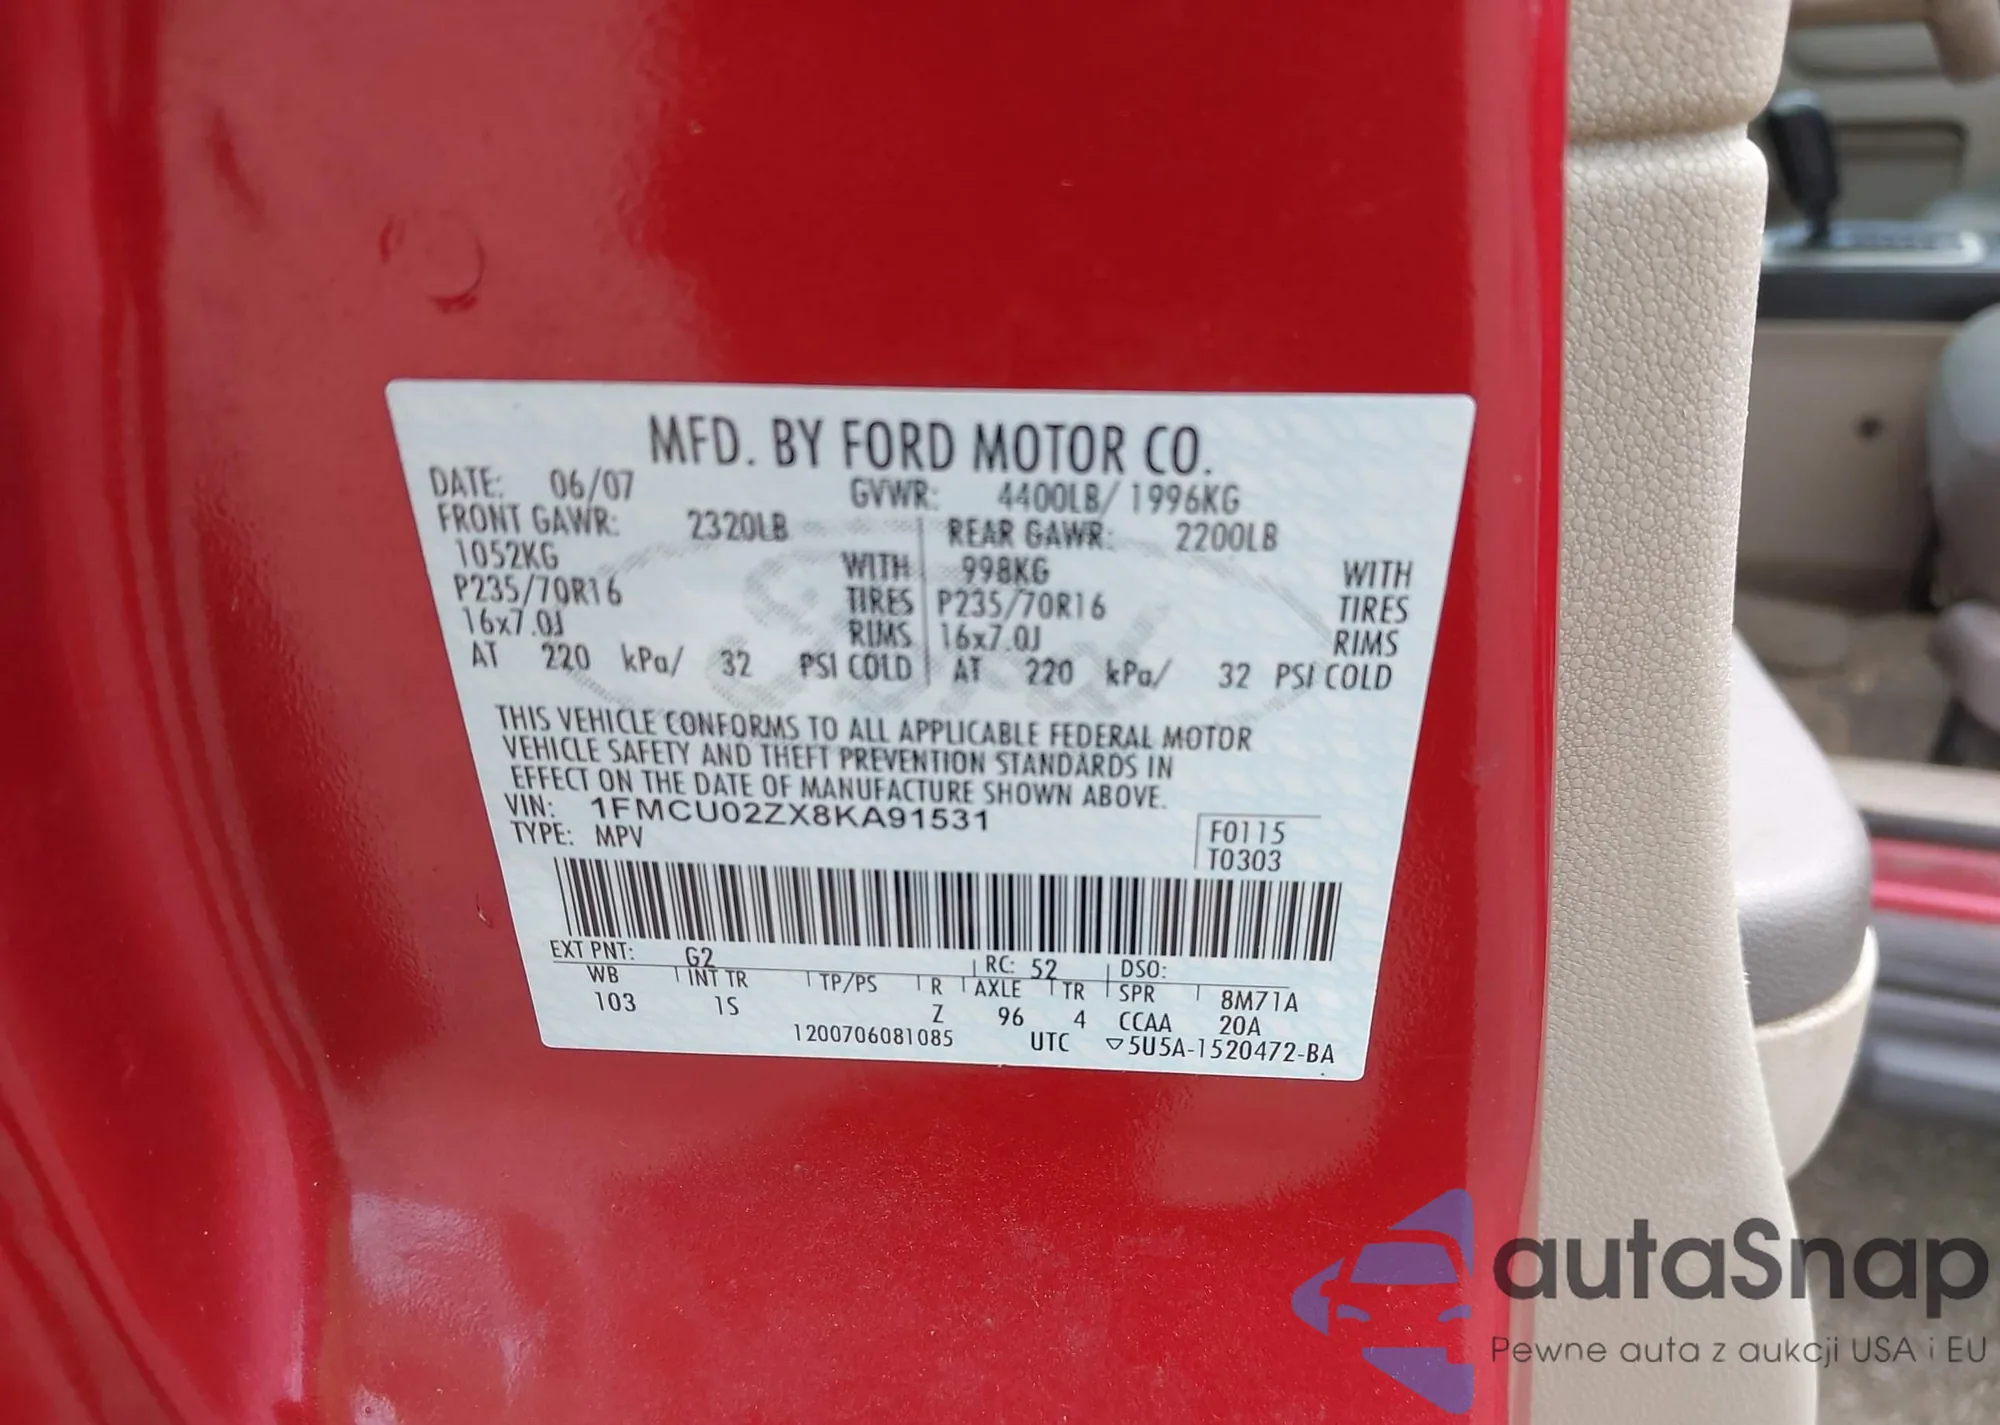 MFD. BY FORD MOTOR CO.
DATE: 06/07 GVWR: 4400LB/ 1996KG
FRONT GAWR: 2320LB REAR GAWR: 2200LB
1052KG WITH 998KG WITH
P235/70R16 TIRES P235/70R16 TIRES
16x7.0J RIMS 16x7.0J RIMS
AT 220 kPa/ 32 PSI COLD AT 220 kPa/ 32 PSI COLD
THIS VEHICLE CONFORMS TO ALL APPLICABLE FEDERAL MOTOR
VEHICLE SAFETY AND THEFT PREVENTION STANDARDS IN
EFFECT ON THE DATE OF MANUFACTURE SHOWN ABOVE.
VIN: 1FMCU02ZX8KA91531
TYPE: MPV
F0115
T0303
EXT PNT: G2 RC: 52 DSO:
WB INT TR TP/PS R AXLE TR SPR 8M71A
103 1S Z 96 4 CCAA 20A
1200706081085 UTC ▽5U5A-1520472-BA
autaSnap
Pewne auta z aukcji USA i EU